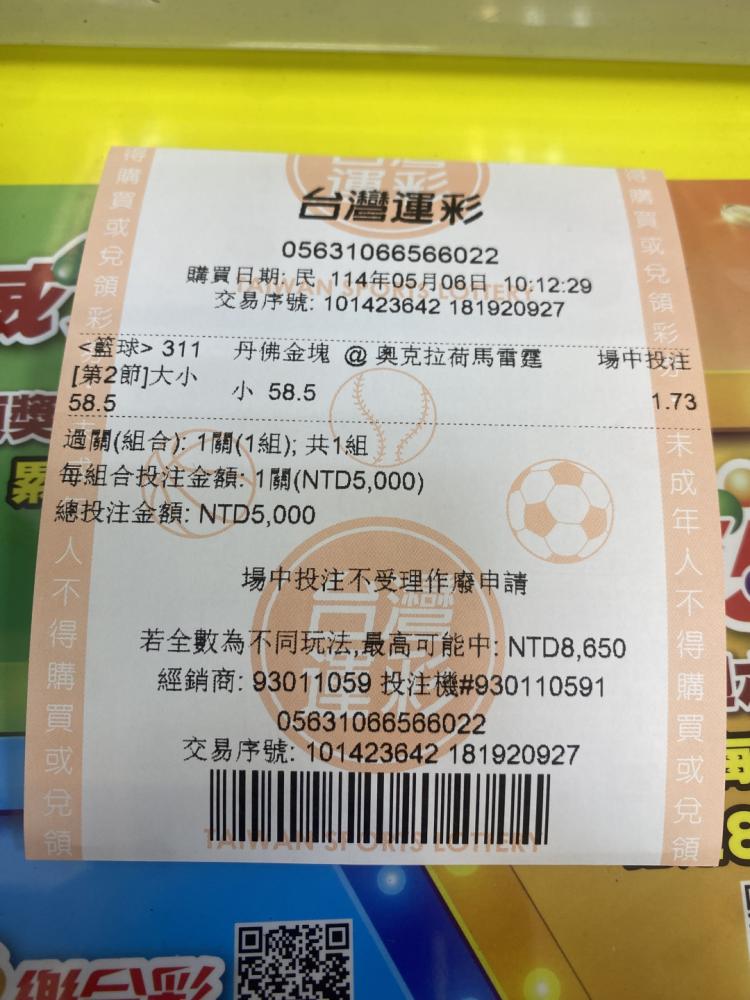 台灣運彩
05631066566022
購買日期: 民 114年05月06日 10:12:29
交易序號: 101423642 181920927
TAIWAN SPORTS LOTTERY
<籃球> 311 丹佛金塊 @ 奧克拉荷馬雷霆 場中投注
[第2節]大小 小 58.5
58.5 1.73
過關(組合): 1關(1組); 共1組
每組合投注金額: 1關(NTD5,000)
總投注金額: NTD5,000
場中投注不受理作廢申請
台灣運彩
若全數為不同玩法,最高可能中: NTD8,650
經銷商: 93011059 投注機#930110591
05631066566022
交易序號: 101423642 181920927
TAIWAN SPORTS LOTTERY
得購買或兌領彩
人不得購買或兌領
得購買或兌領彩
未成年人不得購買或兌領